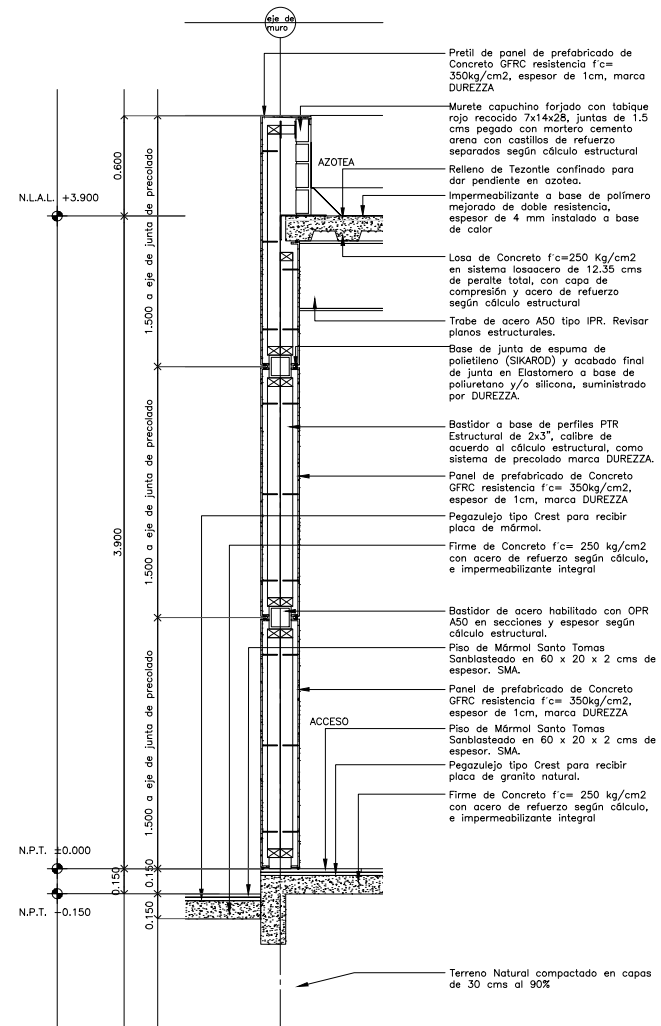 eje de
muro
Pretil de panel de prefabricado de
Concreto GFRC resistencia f'c=
350kg/cm2, espesor de 1cm, marca
DUREZZA
Murete capuchino forjado con tabique
rojo recocido 7x14x28, juntas de 1.5
cms pegado con mortero cemento
arena con castillos de refuerzo
separados según cálculo estructural
AZOTEA
Relleno de Tezontle confinado para
dar pendiente en azotea.
N.L.A.L. +3.900
Impermeabilizante a base de polímero
mejorado de doble resistencia,
espesor de 4 mm instalado a base
de calor
Losa de Concreto f'c=250 Kg/cm2
en sistema losaacero de 12.35 cms
de peralte total, con capa de
compresión y acero de refuerzo
según cálculo estructural
Trabe de acero A50 tipo IPR. Revisar
planos estructurales.
Base de junta de espuma de
polietileno (SIKAROD) y acabado final
de junta en Elastomero a base de
poliuretano y/o silicona, suministrado
por DUREZZA.
Bastidor a base de perfiles PTR
Estructural de 2x3", calibre de
acuerdo al cálculo estructural, como
sistema de precolado marca DUREZZA.
Panel de prefabricado de Concreto
GFRC resistencia f'c= 350kg/cm2,
espesor de 1cm, marca DUREZZA
Pegazulejo tipo Crest para recibir
placa de mármol.
Firme de Concreto f'c= 250 kg/cm2
con acero de refuerzo según cálculo,
e impermeabilizante integral
Bastidor de acero habilitado con OPR
A50 en secciones y espesor según
cálculo estructural.
Piso de Mármol Santo Tomas
Sanblasteado en 60 x 20 x 2 cms de
espesor. SMA.
Panel de prefabricado de Concreto
GFRC resistencia f'c= 350kg/cm2,
espesor de 1cm, marca DUREZZA
ACCESO
Piso de Mármol Santo Tomas
Sanblasteado en 60 x 20 x 2 cms de
espesor. SMA.
Pegazulejo tipo Crest para recibir
placa de granito natural.
Firme de Concreto f'c= 250 kg/cm2
con acero de refuerzo según cálculo,
e impermeabilizante integral
N.P.T. ±0.000
N.P.T. -0.150
Terreno Natural compactado en capas
de 30 cms al 90%
0.600
3.900
0.150
1.500 a eje de junta de precolado
1.500 a eje de junta de precolado
1.500 a eje de junta de precolado
0.150
0.150